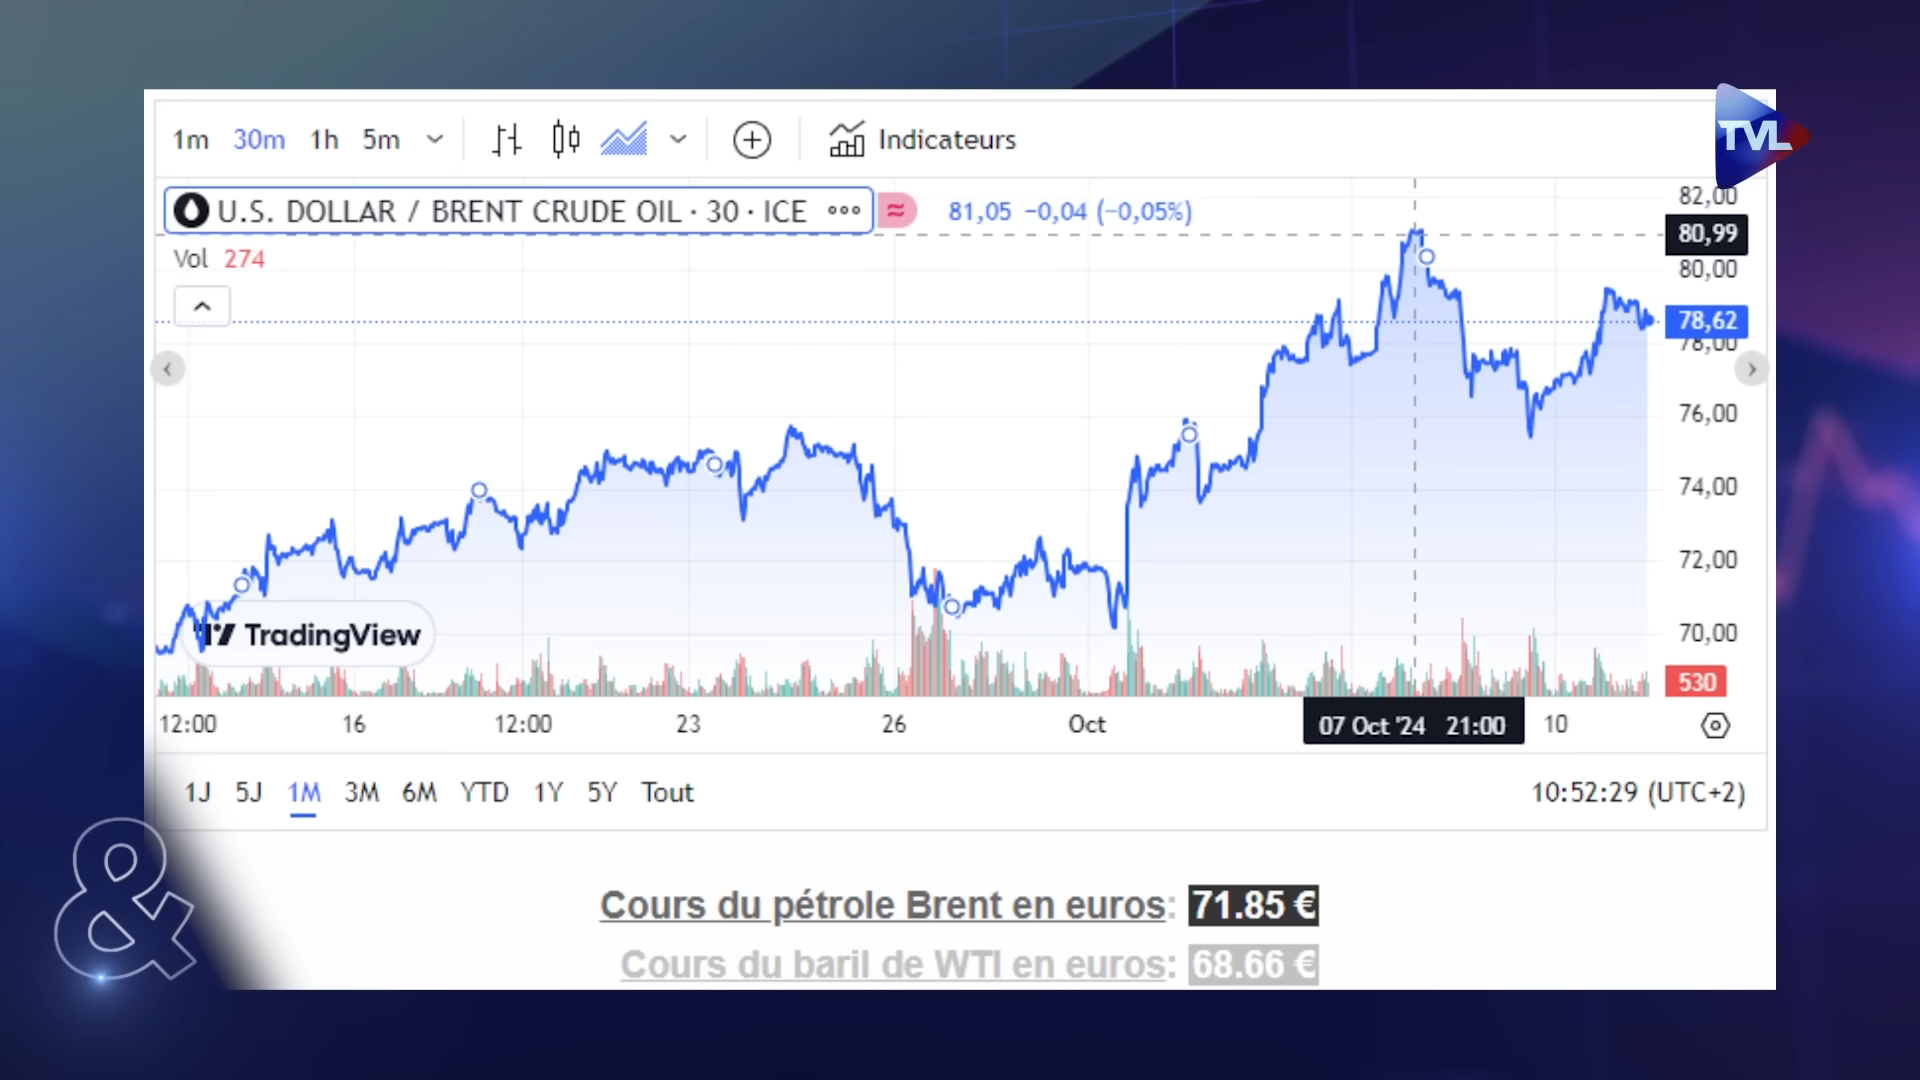 TVL
1m 30m 1h 5m Indicateurs
U.S. DOLLAR / BRENT CRUDE OIL · 30 · ICE ≈ 81,05 −0,04 (−0,05%)
Vol 274
82,00
80,99
80,00
78,62
78,00
76,00
74,00
72,00
70,00
530
TradingView
12:00 16 12:00 23 26 Oct 07 Oct '24 21:00 10
1J 5J 1M 3M 6M YTD 1Y 5Y Tout 10:52:29 (UTC+2)
&
Cours du pétrole Brent en euros: 71.85 €
Cours du baril de WTI en euros: 68.66 €